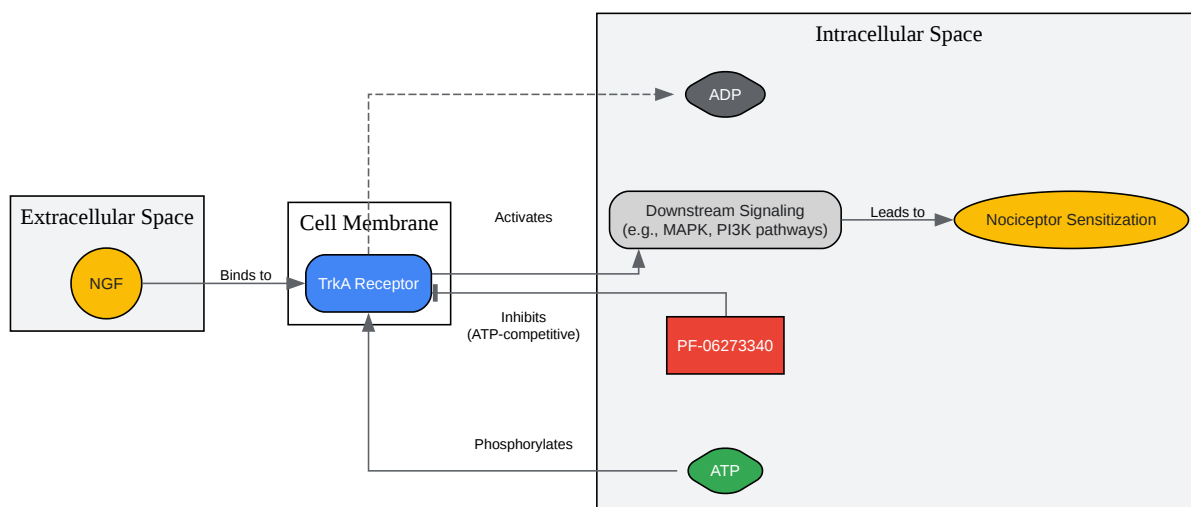 Intracellular Space
ADP
Extracellular Space
NGF
Binds to
Cell Membrane
TrkA Receptor
Activates
Downstream Signaling
(e.g., MAPK, PI3K pathways)
Leads to
Nociceptor Sensitization
Inhibits
(ATP-competitive)
PF-06273340
Phosphorylates
ATP